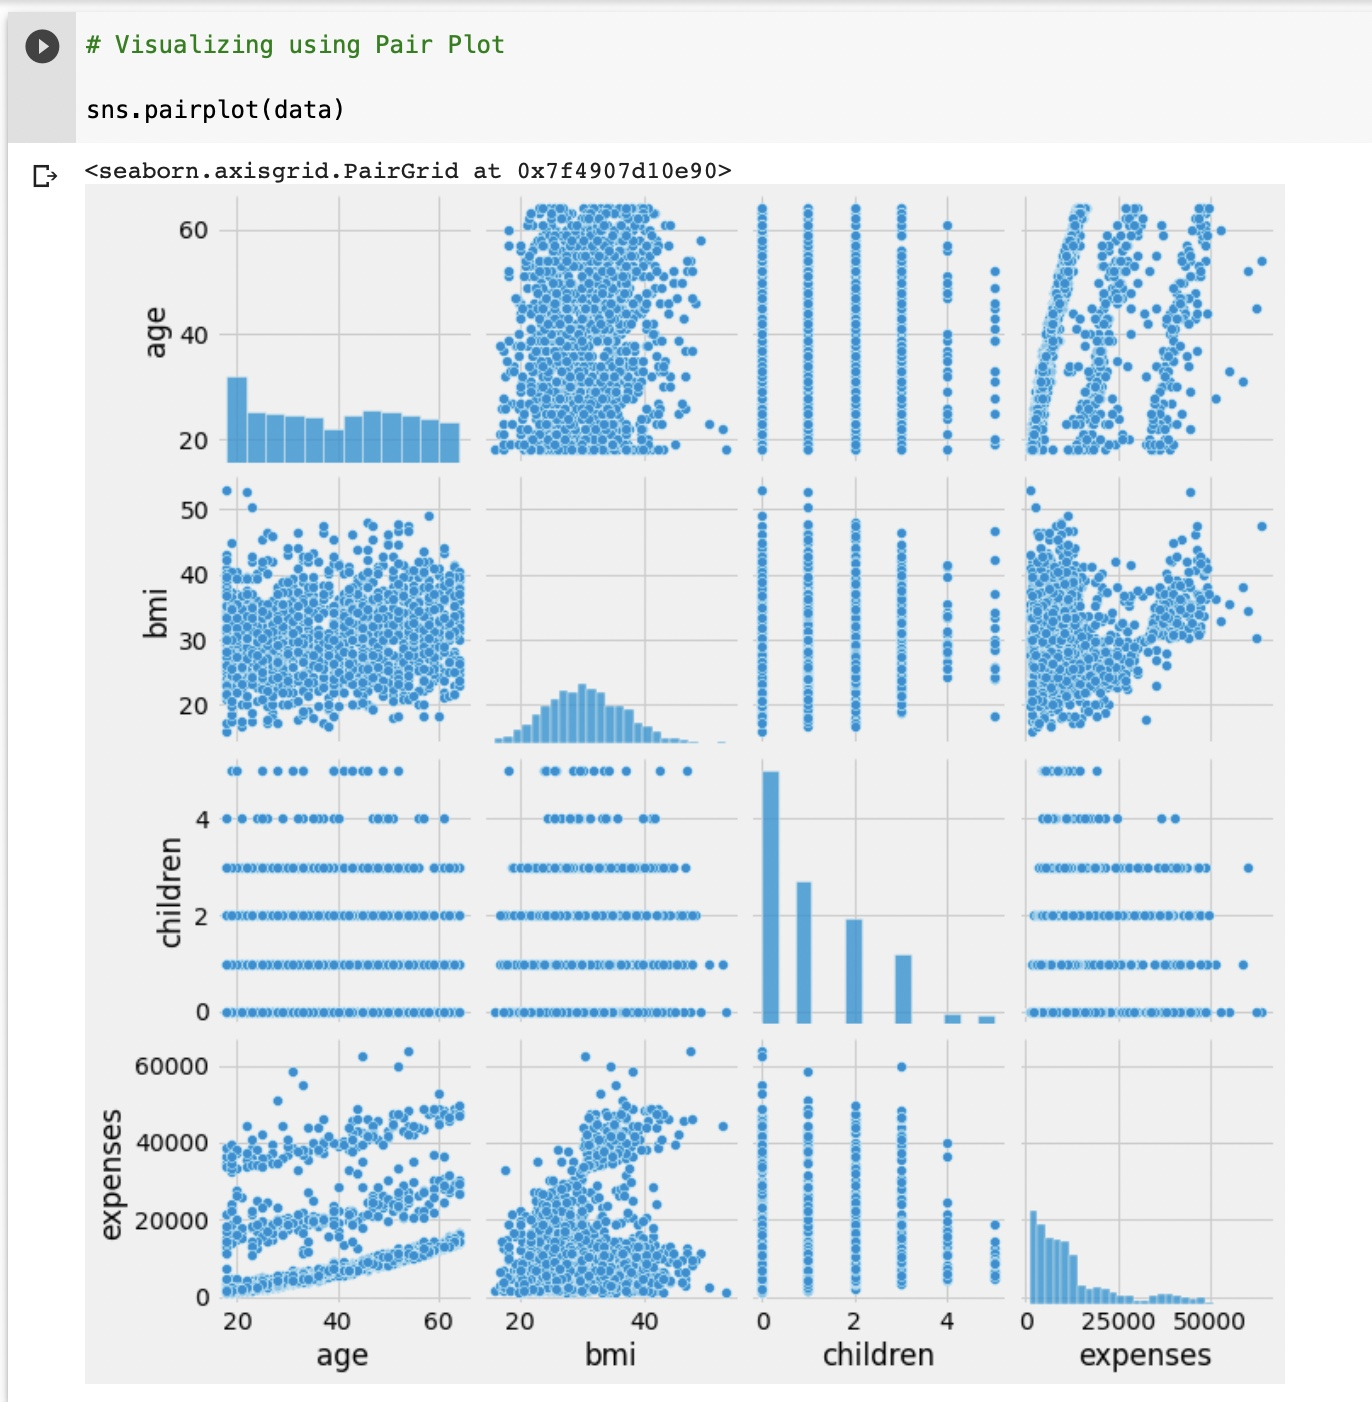 # Visualizing using Pair Plot
sns.pairplot(data)
<seaborn.axisgrid.PairGrid at 0x7f4907d10e90>
60
40
20
age
50
40
30
20
bmi
4
2
0
children
60000
40000
20000
0
expenses
20 40 60 20 40 0 2 4 0 25000 50000
age bmi children expenses